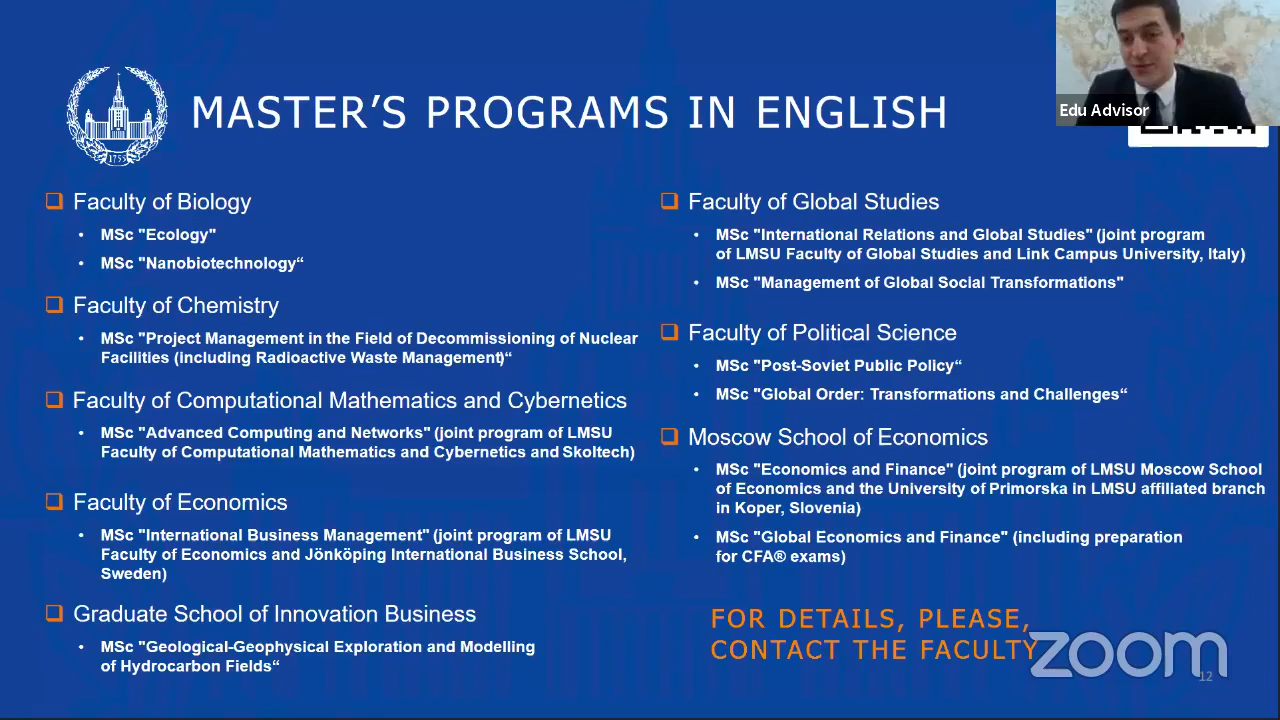 Edu Advisor
1755
MASTER’S PROGRAMS IN ENGLISH
❑ Faculty of Biology
• MSc "Ecology"
• MSc "Nanobiotechnology“
❑ Faculty of Chemistry
• MSc "Project Management in the Field of Decommissioning of Nuclear
Facilities (including Radioactive Waste Management)“
❑ Faculty of Computational Mathematics and Cybernetics
• MSc "Advanced Computing and Networks" (joint program of LMSU
Faculty of Computational Mathematics and Cybernetics and Skoltech)
❑ Faculty of Economics
• MSc "International Business Management" (joint program of LMSU
Faculty of Economics and Jönköping International Business School,
Sweden)
❑ Graduate School of Innovation Business
• MSc "Geological-Geophysical Exploration and Modelling
of Hydrocarbon Fields“
❑ Faculty of Global Studies
• MSc "International Relations and Global Studies" (joint program
of LMSU Faculty of Global Studies and Link Campus University, Italy)
• MSc "Management of Global Social Transformations"
❑ Faculty of Political Science
• MSc "Post-Soviet Public Policy“
• MSc "Global Order: Transformations and Challenges“
❑ Moscow School of Economics
• MSc "Economics and Finance" (joint program of LMSU Moscow School
of Economics and the University of Primorska in LMSU affiliated branch
in Koper, Slovenia)
• MSc "Global Economics and Finance" (including preparation
for CFA® exams)
FOR DETAILS, PLEASE,
CONTACT THE FACULTY
zoom
12